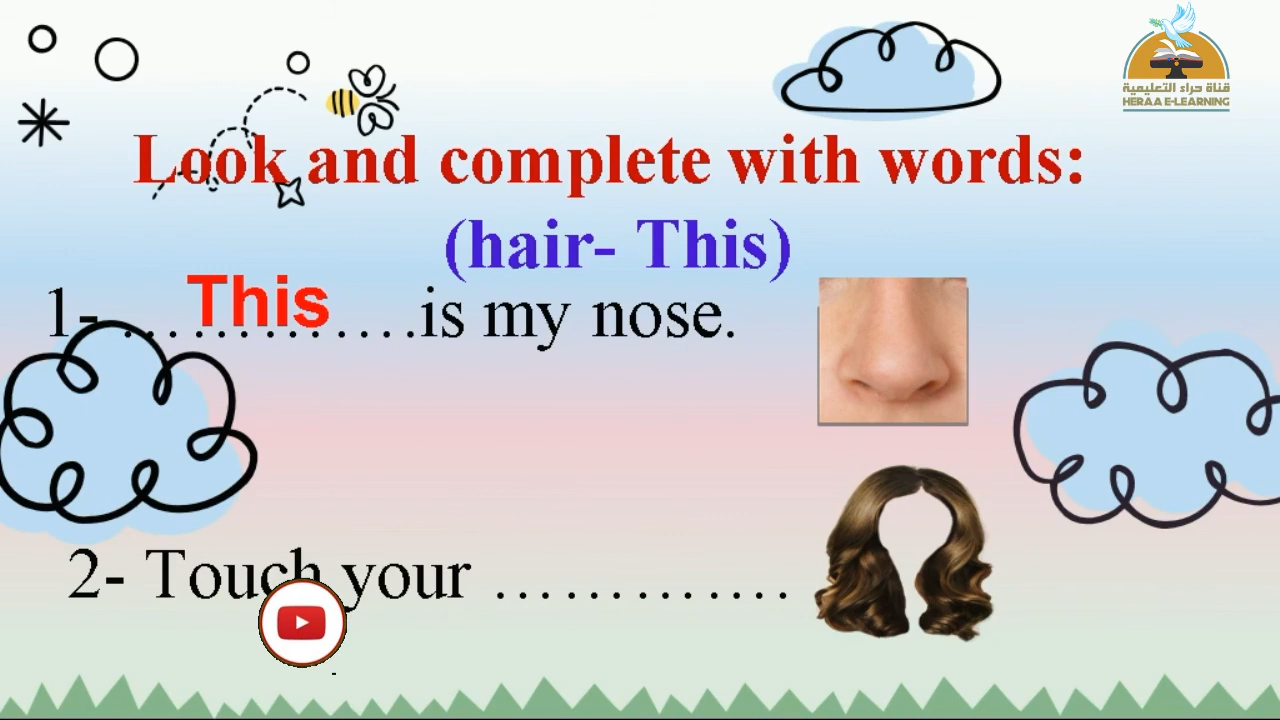 قناة حراء التعليمية
HERAA E-LEARNING
Look and complete with words:
(hair- This)
1- ..............is my nose.
This
2- Touch your .............